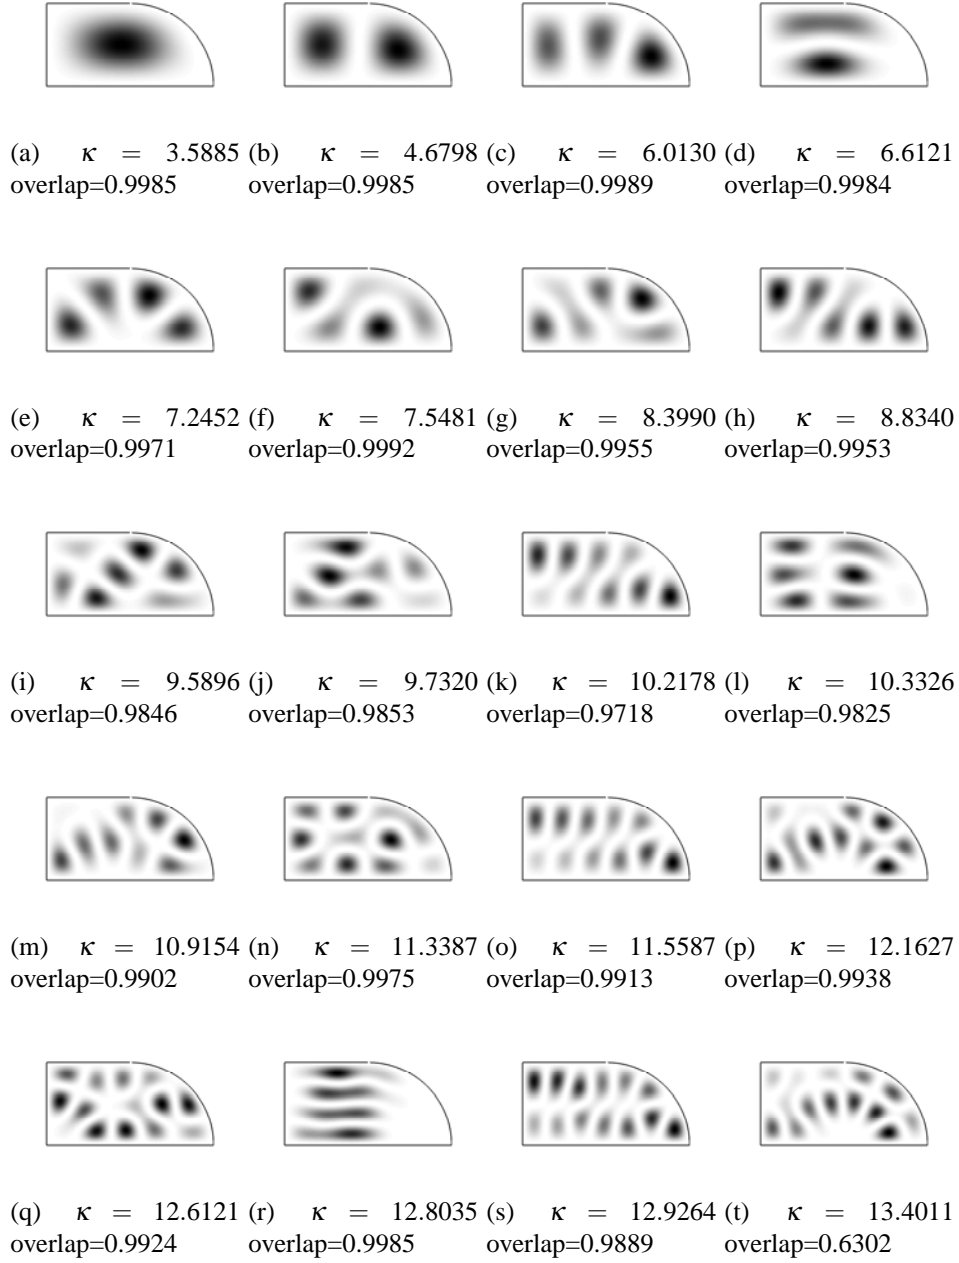 (a) κ = 3.5885 (b) κ = 4.6798 (c) κ = 6.0130 (d) κ = 6.6121
overlap=0.9985 overlap=0.9985 overlap=0.9989 overlap=0.9984
(e) κ = 7.2452 (f) κ = 7.5481 (g) κ = 8.3990 (h) κ = 8.8340
overlap=0.9971 overlap=0.9992 overlap=0.9955 overlap=0.9953
(i) κ = 9.5896 (j) κ = 9.7320 (k) κ = 10.2178 (l) κ = 10.3326
overlap=0.9846 overlap=0.9853 overlap=0.9718 overlap=0.9825
(m) κ = 10.9154 (n) κ = 11.3387 (o) κ = 11.5587 (p) κ = 12.1627
overlap=0.9902 overlap=0.9975 overlap=0.9913 overlap=0.9938
(q) κ = 12.6121 (r) κ = 12.8035 (s) κ = 12.9264 (t) κ = 13.4011
overlap=0.9924 overlap=0.9985 overlap=0.9889 overlap=0.6302